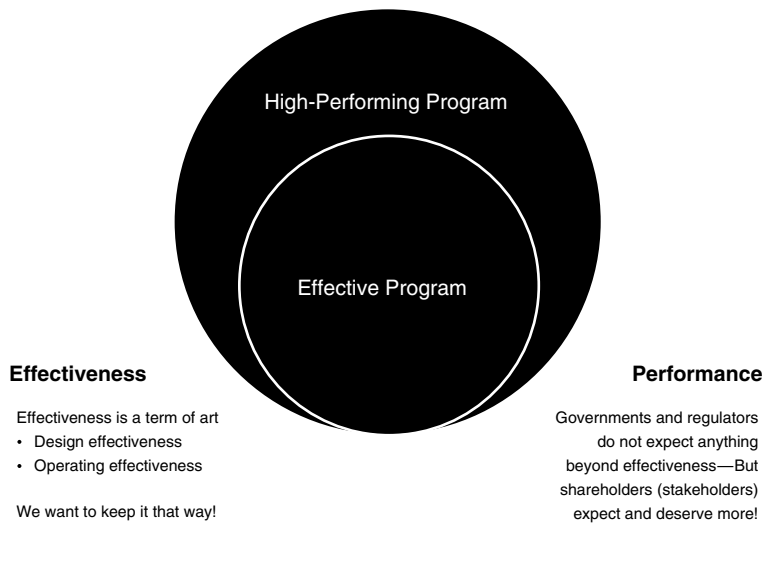 High-Performing Program
Effective Program
Effectiveness
Effectiveness is a term of art
• Design effectiveness
• Operating effectiveness
We want to keep it that way!
Performance
Governments and regulators
do not expect anything
beyond effectiveness—But
shareholders (stakeholders)
expect and deserve more!